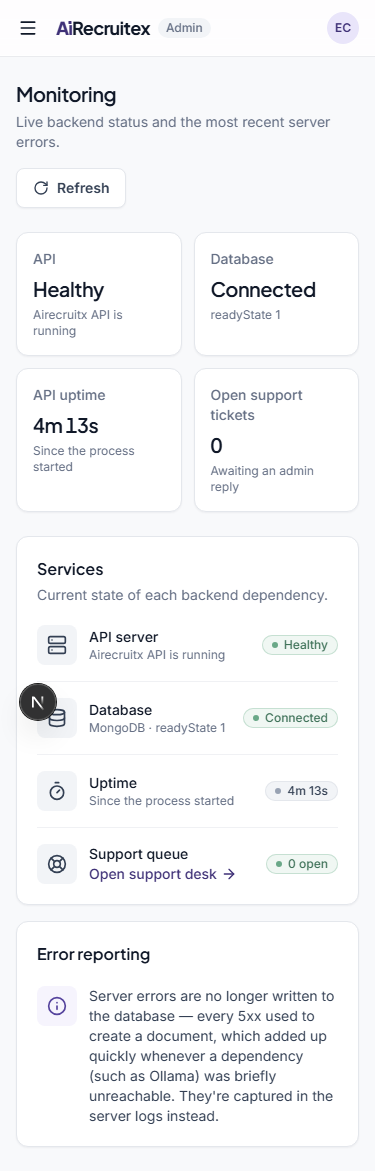 AiRecruitex Admin EC
Monitoring
Live backend status and the most recent server
errors.
Refresh
API
Healthy
Airecruitx API is
running
Database
Connected
readyState 1
API uptime
4m 13s
Since the process
started
Open support
tickets
0
Awaiting an admin
reply
Services
Current state of each backend dependency.
API server
Airecruitx API is running
Healthy
N
Database
MongoDB · readyState 1
Connected
Uptime
Since the process started
4m 13s
Support queue
Open support desk →
0 open
Error reporting
Server errors are no longer written to
the database — every 5xx used to
create a document, which added up
quickly whenever a dependency
(such as Ollama) was briefly
unreachable. They're captured in the
server logs instead.